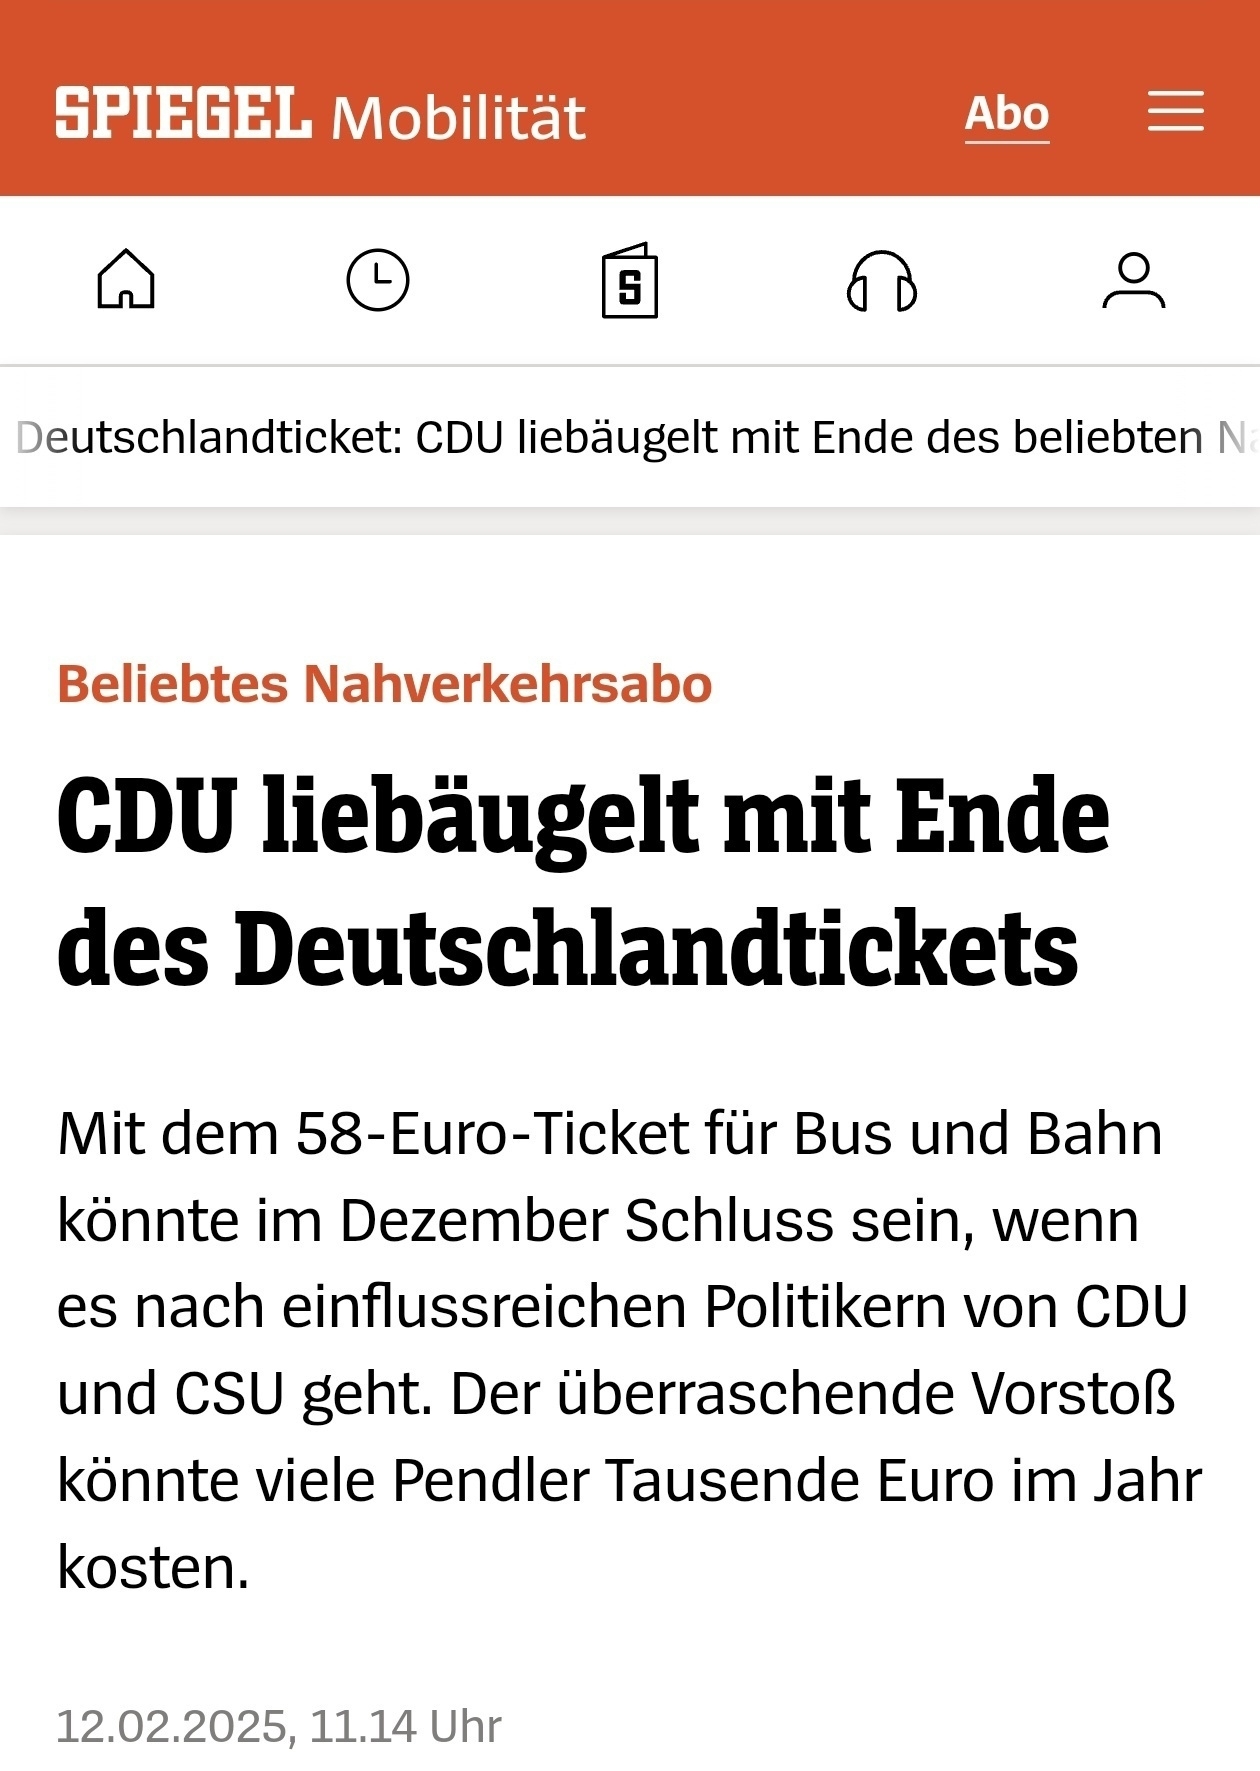 SPIEGEL Mobilität
Abo
S
Deutschlandticket: CDU liebäugelt mit Ende des beliebten
Beliebtes Nahverkehrsabo
CDU liebäugelt mit Ende
des Deutschlandtickets
Mit dem 58-Euro-Ticket für Bus und Bahn
könnte im Dezember Schluss sein, wenn
es nach einflussreichen Politikern von CDU
und CSU geht. Der überraschende Vorstoß
könnte viele Pendler Tausende Euro im Jahr
kosten.
12.02.2025, 11.14 Uhr